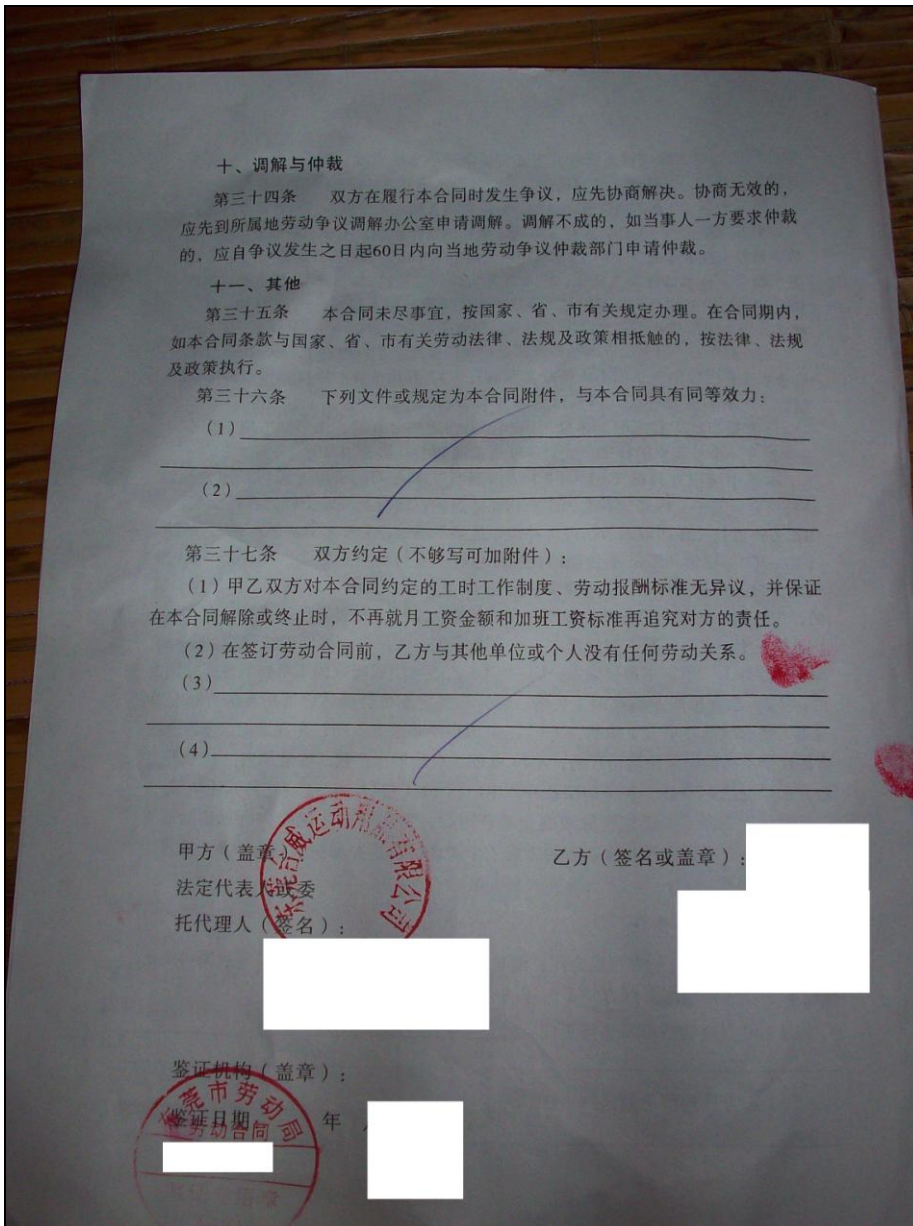 十、调解与仲裁
第三十四条 双方在履行本合同时发生争议，应先协商解决。协商无效的，
应先到所属地劳动争议调解办公室申请调解。调解不成的，如当事人一方要求仲裁
的，应自争议发生之日起60日内向当地劳动争议仲裁部门申请仲裁。
十一、其他
第三十五条 本合同未尽事宜，按国家、省、市有关规定办理。在合同期内，
如本合同条款与国家、省、市有关劳动法律、法规及政策相抵触的，按法律、法规
及政策执行。
第三十六条 下列文件或规定为本合同附件，与本合同具有同等效力：
（1）
（2）
第三十七条 双方约定（不够写可加附件）：
（1）甲乙双方对本合同约定的工时工作制度、劳动报酬标准无异议，并保证
在本合同解除或终止时，不再就月工资金额和加班工资标准再追究对方的责任。
（2）在签订劳动合同前，乙方与其他单位或个人没有任何劳动关系。
（3）
（4）
甲方（盖章）
乙方（签名或盖章）：
法定代表人或委
托代理人（签名）：
鉴证机构（盖章）：
鉴证日期 年
东莞市劳动局
劳动合同